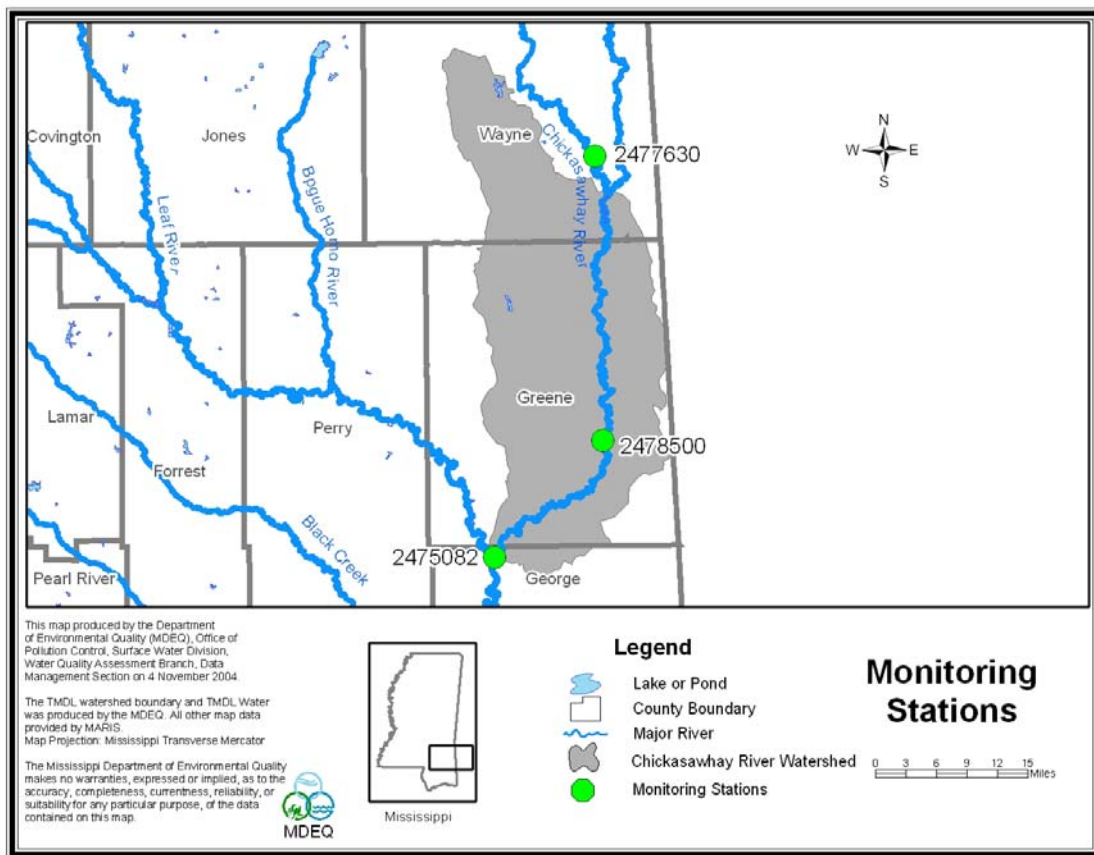 Covington
Jones
Wayne
Leaf River
Bpgue Homo River
Chickasawhay River
2477630
N
W E
S
Lamar
Forrest
Perry
Greene
2478500
Black Creek
2475082
Pearl River
George
This map produced by the Department
of Environmental Quality (MDEQ), Office of
Pollution Control, Surface Water Division,
Water Quality Assessment Branch, Data
Management Section on 4 November 2004.
The TMDL watershed boundary and TMDL Water
was produced by the MDEQ. All other map data
provided by MARIS.
Map Projection: Mississippi Transverse Mercator
The Mississippi Department of Environmental Quality
makes no warranties, expressed or implied, as to the
accuracy, completeness, currentness, reliability, or
suitability for any particular purpose, of the data
contained on this map.
MDEQ
Mississippi
Legend
Lake or Pond
County Boundary
Major River
Chickasawhay River Watershed
Monitoring Stations
Monitoring
Stations
0 3 6 9 12 15
Miles